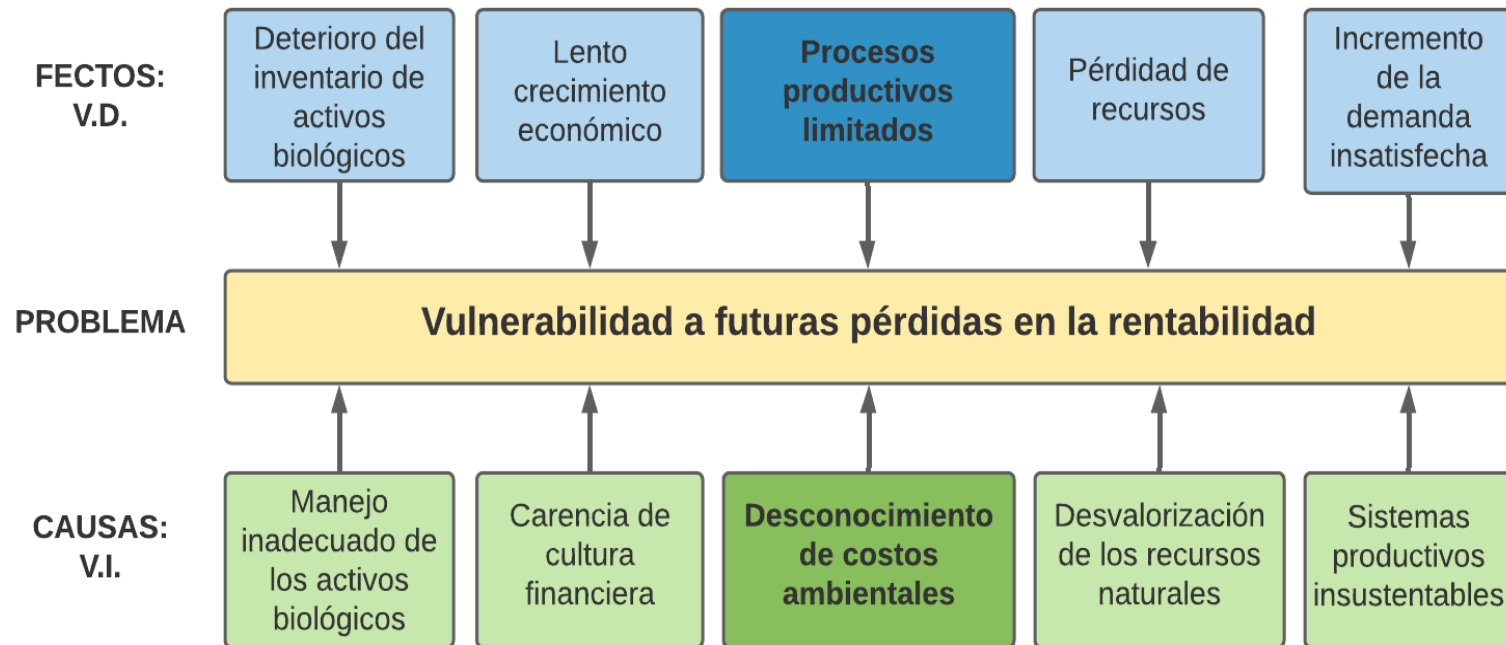 FECTOS:
V.D.
Deterioro del
inventario de
activos
biológicos
Lento
crecimiento
económico
Procesos
productivos
limitados
Pérdidad de
recursos
Incremento
de la
demanda
insatisfecha
PROBLEMA
Vulnerabilidad a futuras pérdidas en la rentabilidad
CAUSAS:
V.I.
Manejo
inadecuado de
los activos
biológicos
Carencia de
cultura
financiera
Desconocimiento
de costos
ambientales
Desvalorización
de los recursos
naturales
Sistemas
productivos
insustentables